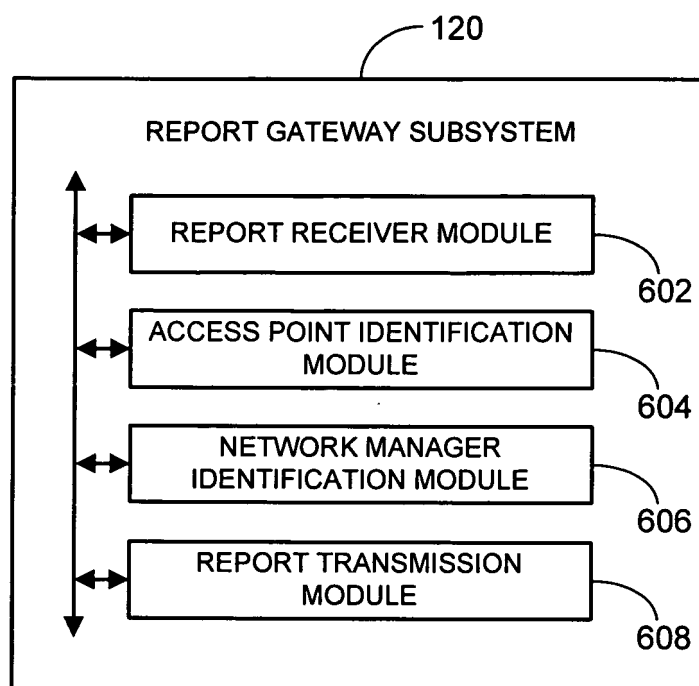 120
REPORT GATEWAY SUBSYSTEM
REPORT RECEIVER MODULE
602
ACCESS POINT IDENTIFICATION
MODULE
604
NETWORK MANAGER
IDENTIFICATION MODULE
606
REPORT TRANSMISSION
MODULE
608